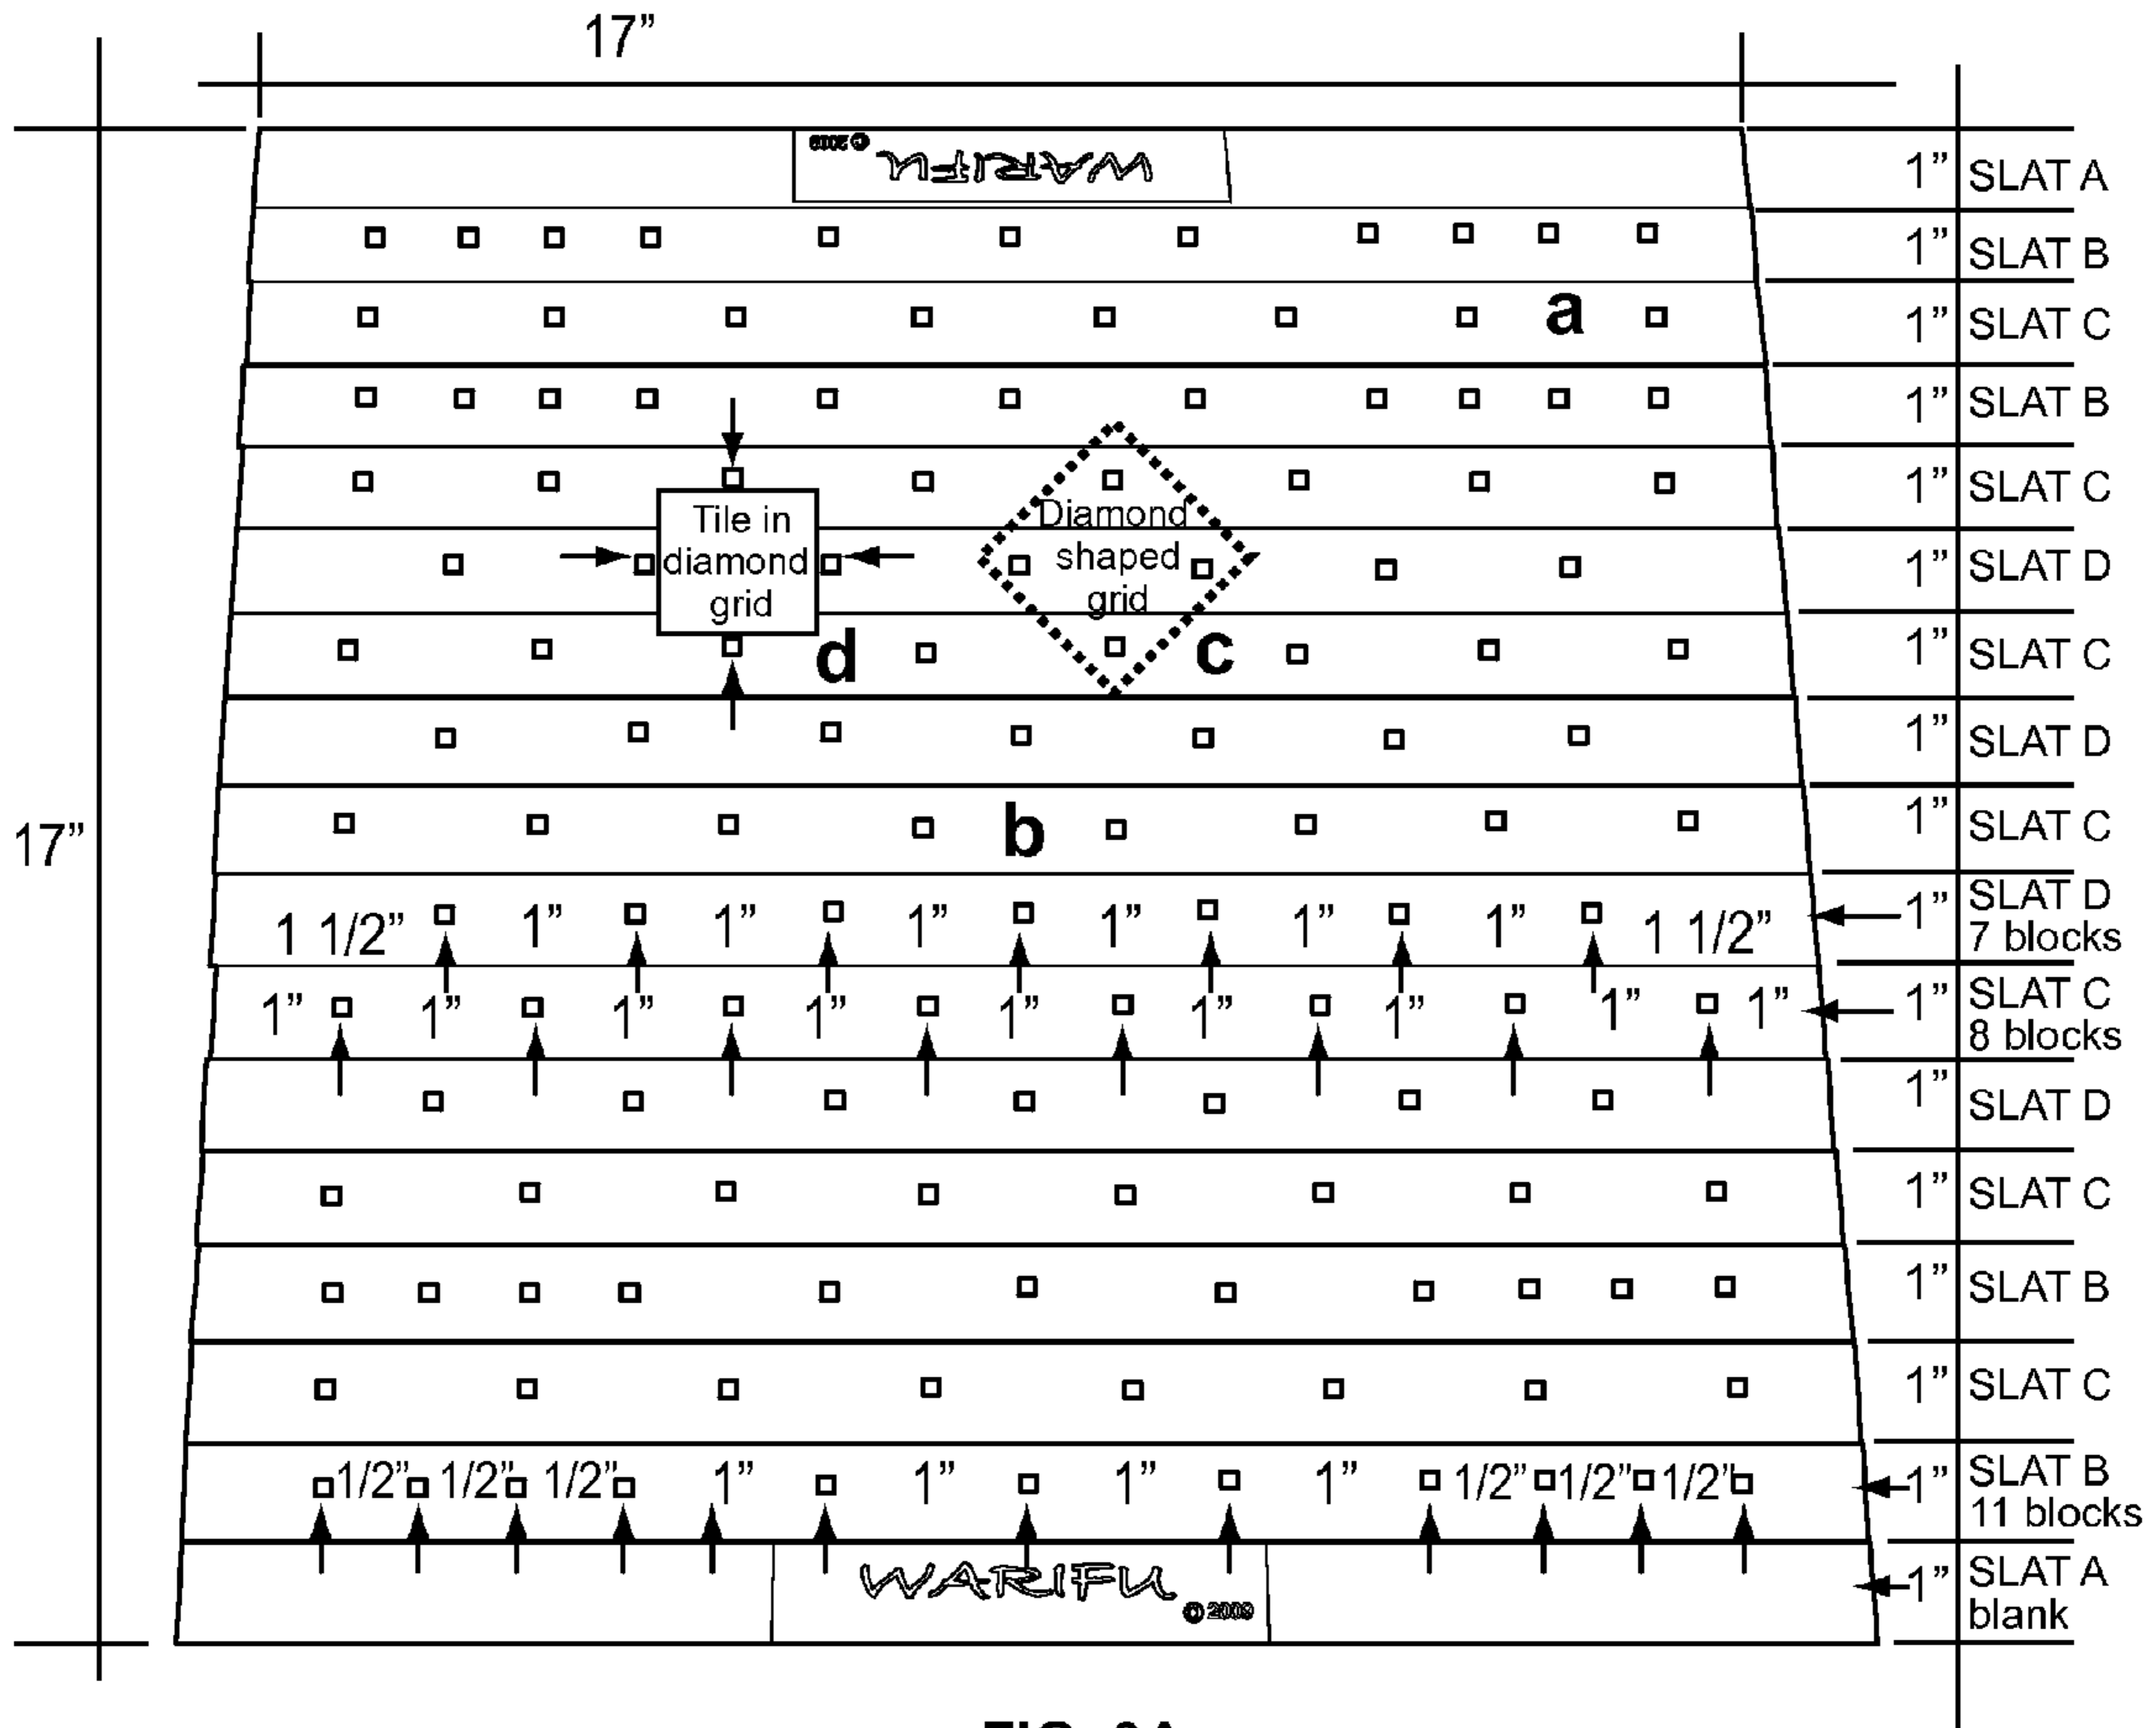 17”
© 2009 WARIFU
1” SLAT A
1” SLAT B
a
1” SLAT C
1” SLAT B
1” SLAT C
Tile in
diamond
grid
Diamond
shaped
grid
1” SLAT D
d
c
1” SLAT C
1” SLAT D
17”
b
1” SLAT C
1 1/2” 1” 1” 1” 1” 1” 1” 1 1/2”
1” SLAT D
7 blocks
1” 1” 1” 1” 1” 1” 1” 1” 1”
1” SLAT C
8 blocks
1” SLAT D
1” SLAT C
1” SLAT B
1” SLAT C
1/2” 1/2” 1/2” 1” 1” 1” 1” 1/2” 1/2” 1/2”
1” SLAT B
11 blocks
WARIFU
© 2009
1” SLAT A
blank